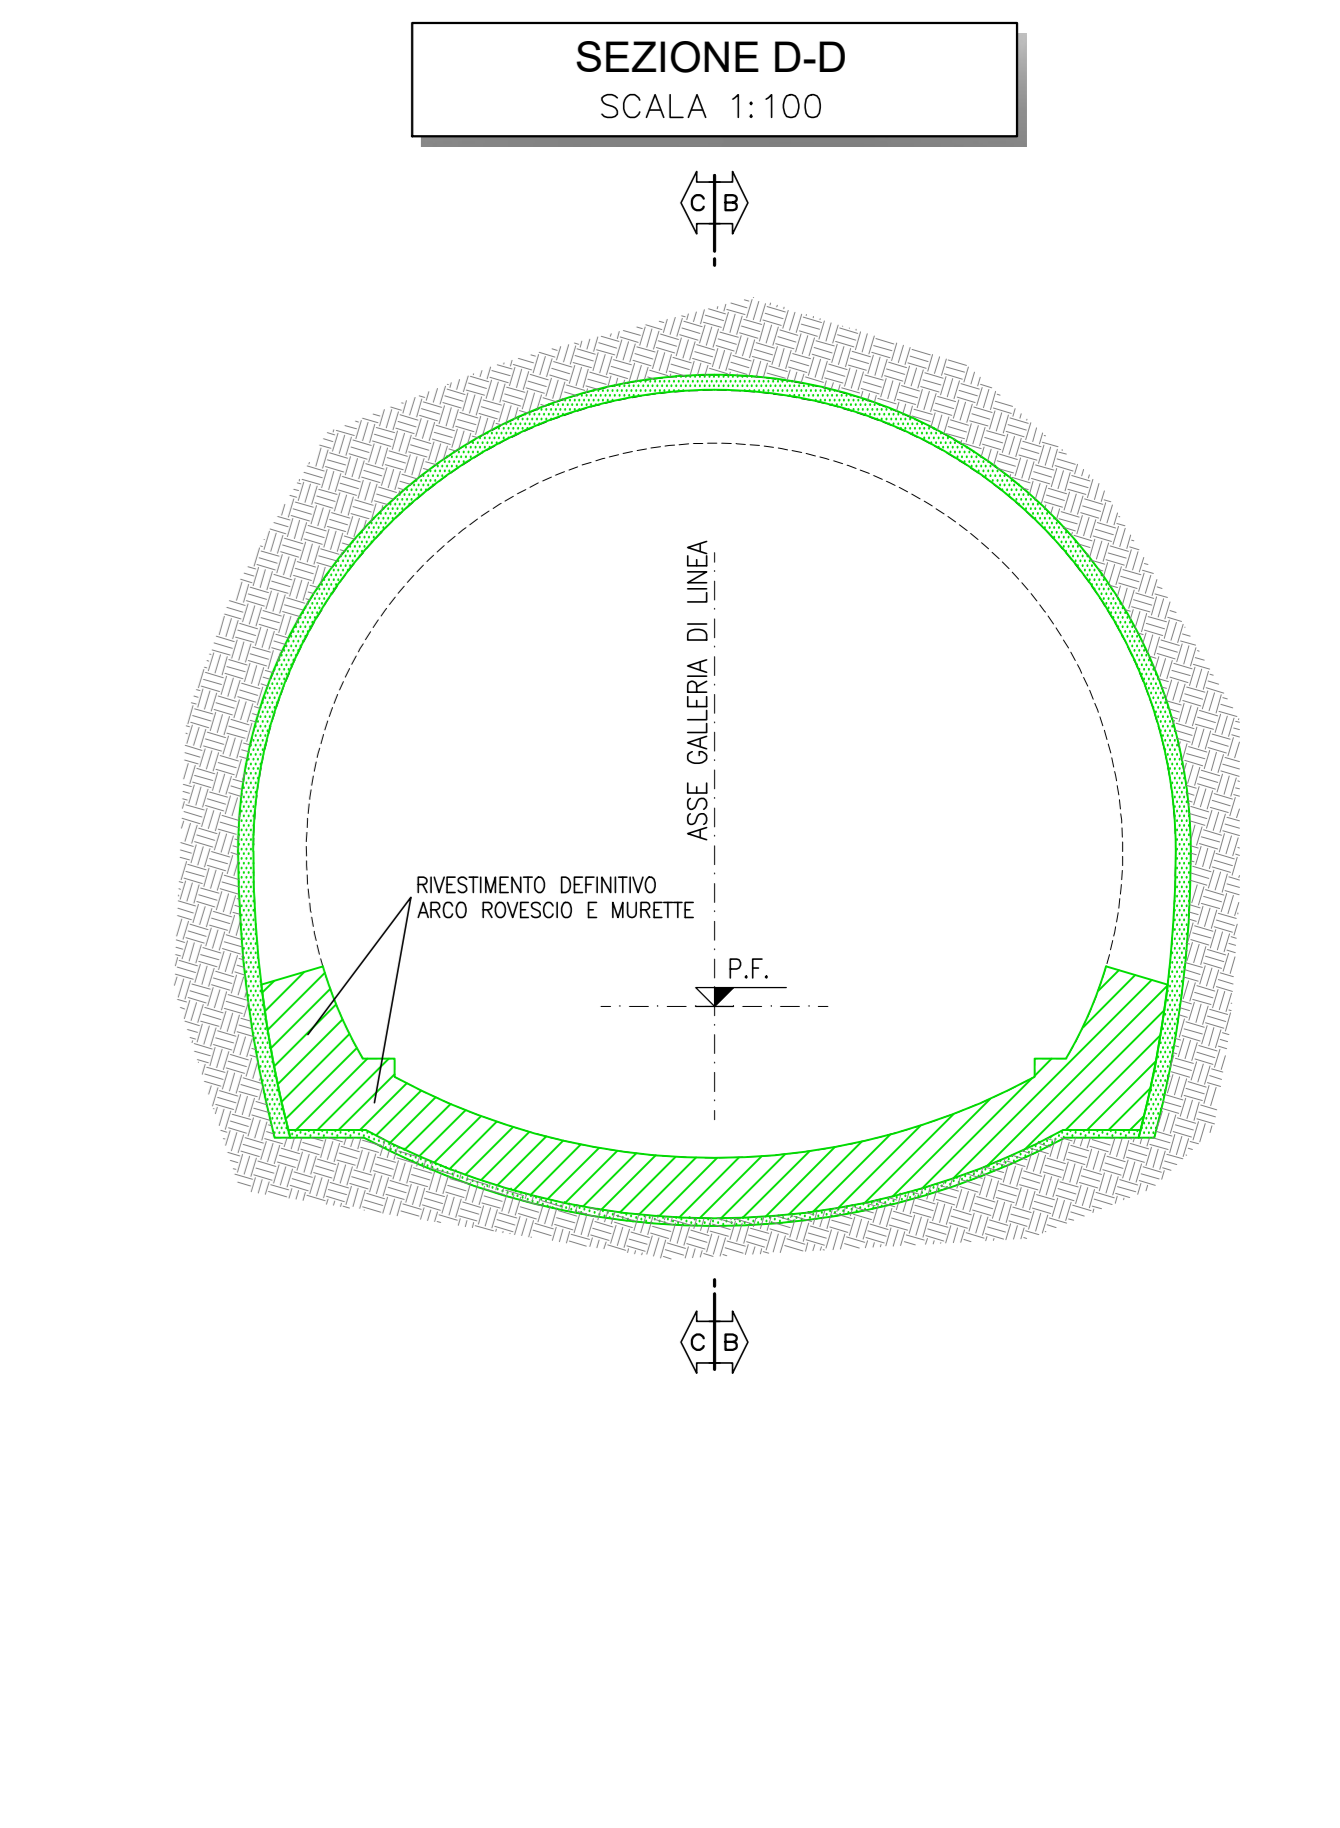 SEZIONE D-D
SCALA 1:100
C B
ASSE GALLERIA DI LINEA
RIVESTIMENTO DEFINITIVO
ARCO ROVESCIO E MURETTE
P.F.
C B